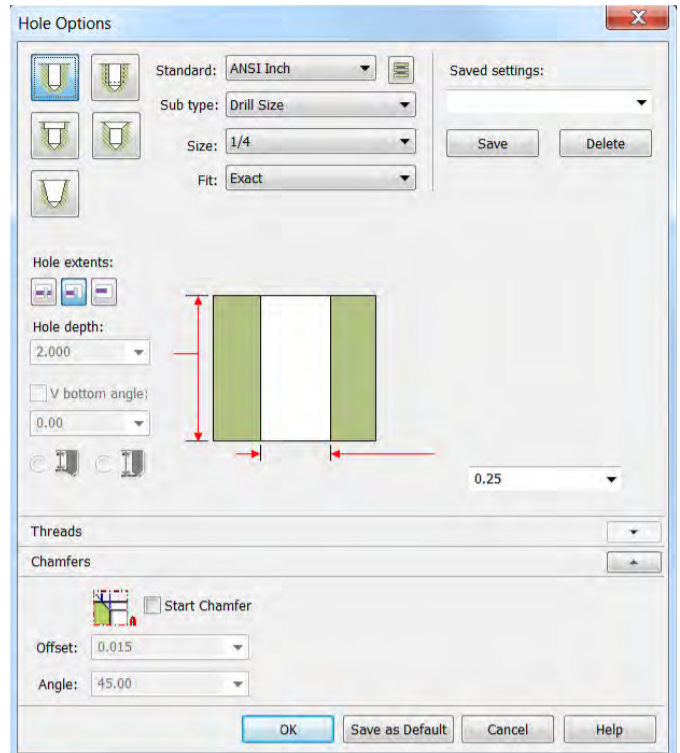 Hole Options
Standard: ANSI Inch
Saved settings:
Sub type: Drill Size
Size: 1/4
Save
Delete
Fit: Exact
Hole extents:
Hole depth:
2.000
V bottom angle:
0.00
0.25
Threads
Chamfers
Start Chamfer
Offset: 0.015
Angle: 45.00
OK
Save as Default
Cancel
Help